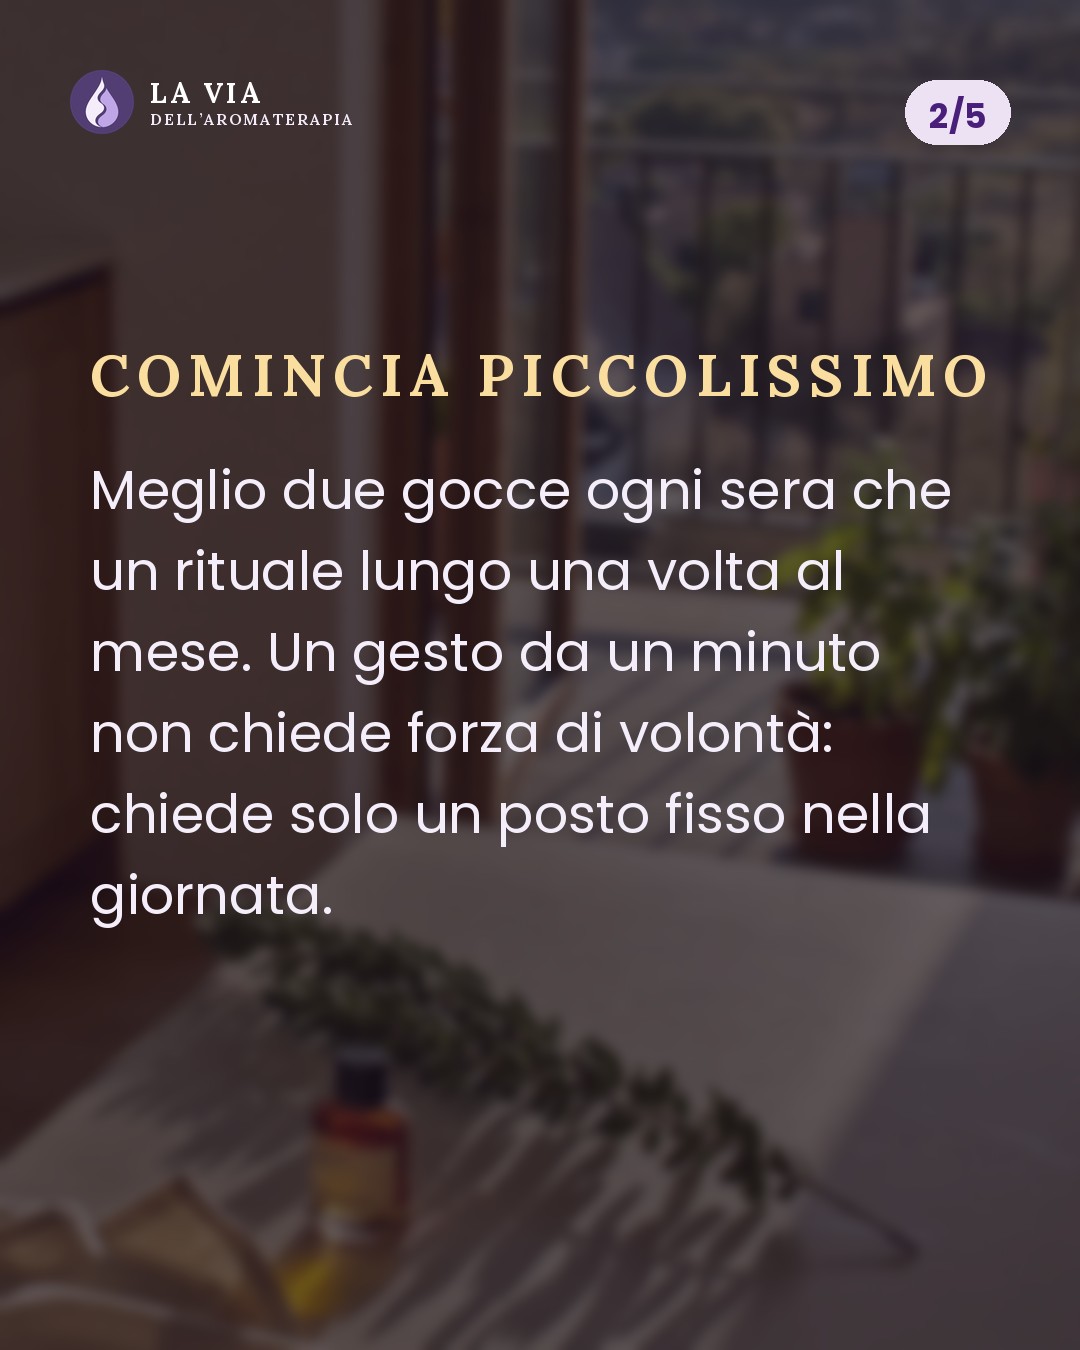 LA VIA
DELL'AROMATERAPIA
2/5
COMINCIA PICCOLISSIMO
Meglio due gocce ogni sera che
un rituale lungo una volta al
mese. Un gesto da un minuto
non chiede forza di volontà:
chiede solo un posto fisso nella
giornata.